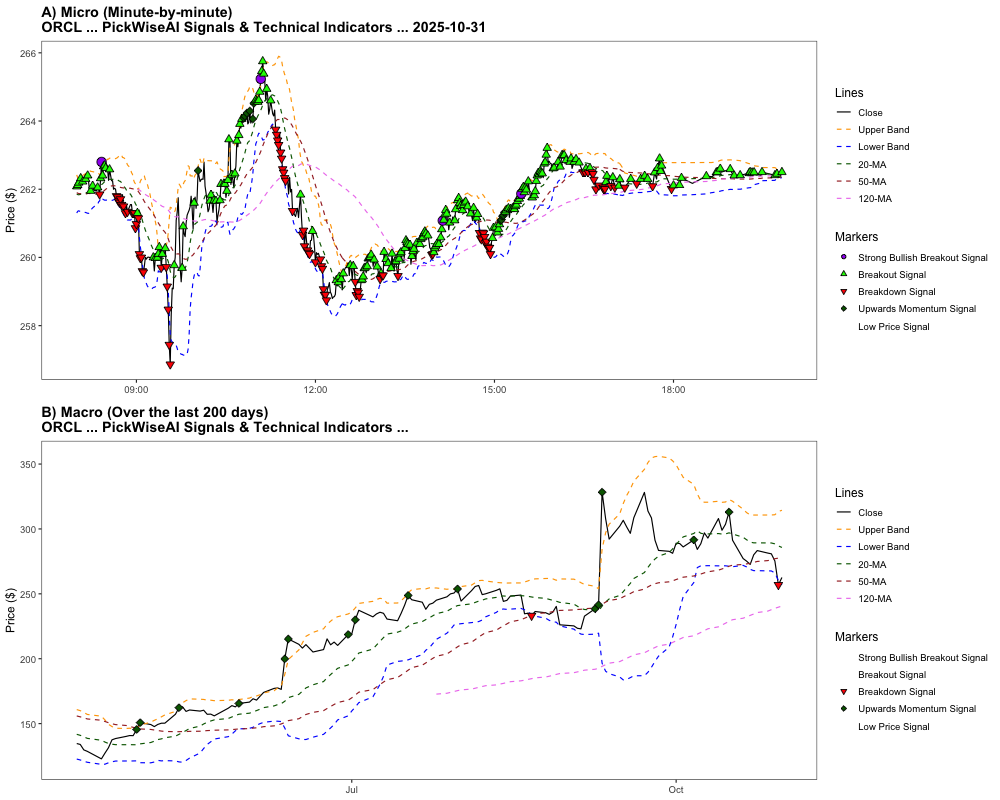 A) Micro (Minute-by-minute)
ORCL ... PickWiseAI Signals & Technical Indicators ... 2025-10-31
Price ($)
266
264
262
260
258
09:00
12:00
15:00
18:00
Lines
Close
Upper Band
Lower Band
20-MA
50-MA
120-MA
Markers
Strong Bullish Breakout Signal
Breakout Signal
Breakdown Signal
Upwards Momentum Signal
Low Price Signal
B) Macro (Over the last 200 days)
ORCL ... PickWiseAI Signals & Technical Indicators ...
Price ($)
350
300
250
200
150
Jul
Oct
Lines
Close
Upper Band
Lower Band
20-MA
50-MA
120-MA
Markers
Strong Bullish Breakout Signal
Breakout Signal
Breakdown Signal
Upwards Momentum Signal
Low Price Signal